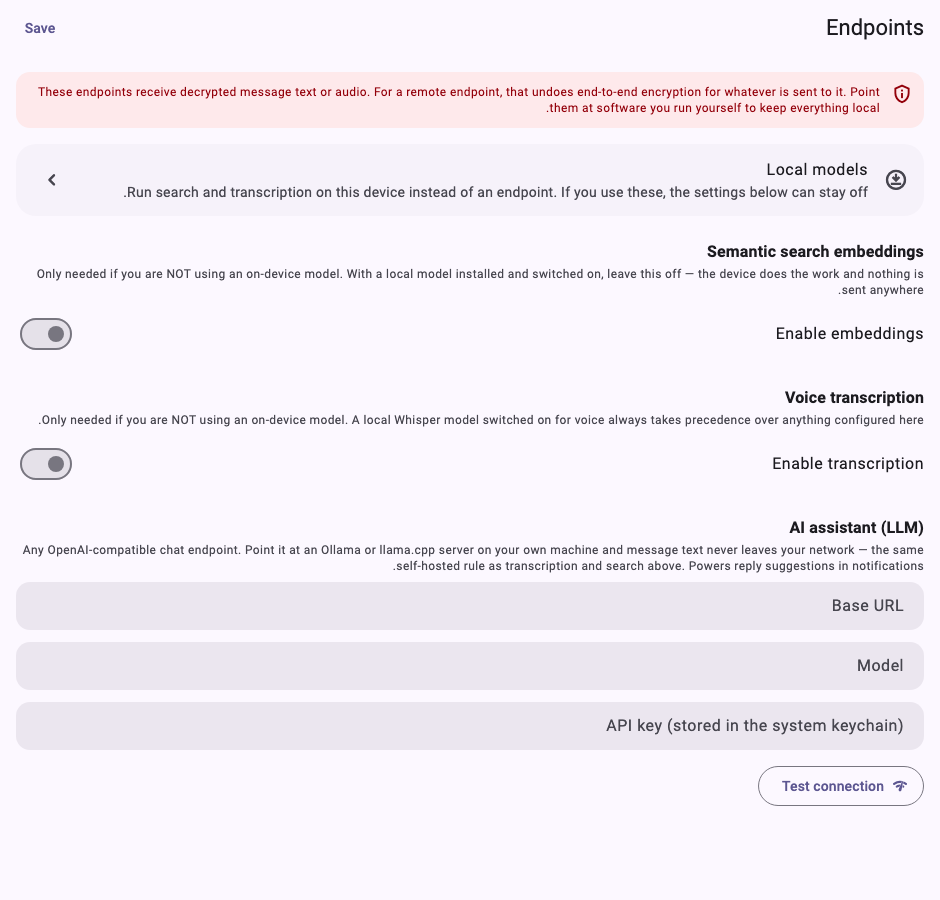 Endpoints
Save
These endpoints receive decrypted message text or audio. For a remote endpoint, that undoes end-to-end encryption for whatever is sent to it. Point
them at software you run yourself to keep everything local.
Local models
Run search and transcription on this device instead of an endpoint. If you use these, the settings below can stay off.
Semantic search embeddings
Only needed if you are NOT using an on-device model. With a local model installed and switched on, leave this off — the device does the work and nothing is
sent anywhere.
Enable embeddings
Voice transcription
Only needed if you are NOT using an on-device model. A local Whisper model switched on for voice always takes precedence over anything configured here.
Enable transcription
AI assistant (LLM)
Any OpenAI-compatible chat endpoint. Point it at an Ollama or llama.cpp server on your own machine and message text never leaves your network — the same
self-hosted rule as transcription and search above. Powers reply suggestions in notifications.
Base URL
Model
API key (stored in the system keychain)
Test connection